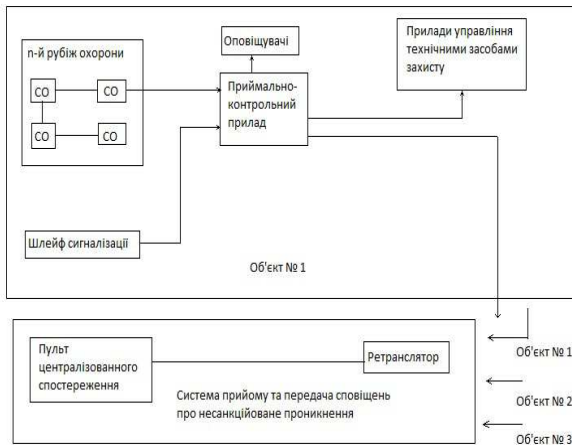 n-й рубіж охорони
СО
СО
СО
СО
Оповіщувачі
Приймально-
контрольний
прилад
Прилади управління
технічними засобами
захисту
Шлейф сигналізації
Об'єкт № 1
Пульт
централізованого
спостереження
Ретранслятор
Система прийому та передача сповіщень
про несанкційоване проникнення
Об'єкт № 1
Об'єкт № 2
Об'єкт № 3